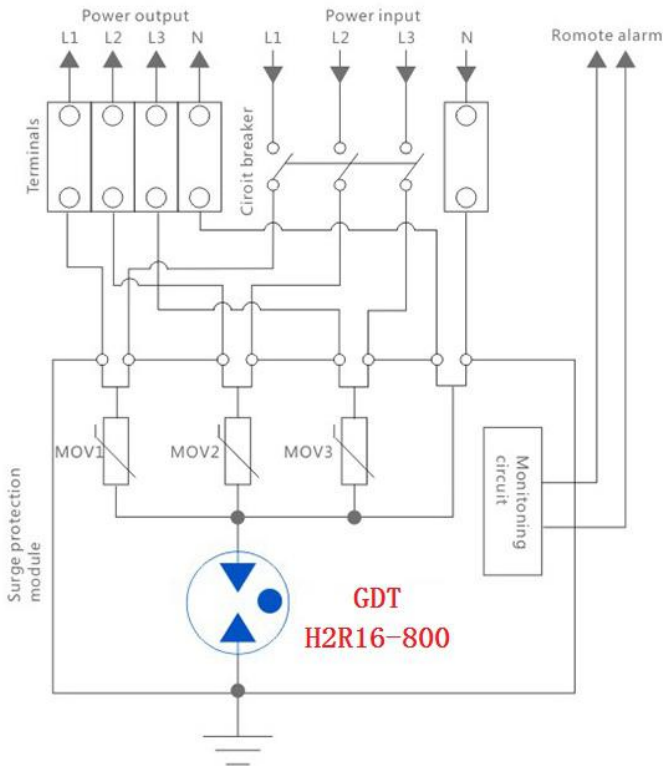 Power output
Power input
L1 L2 L3 N
L1 L2 L3 N
Romote alarm
Terminals
Ciroit breaker
MOV1
MOV2
MOV3
Monitoning
circuit
Surge protection
module
GDT
H2R16-800